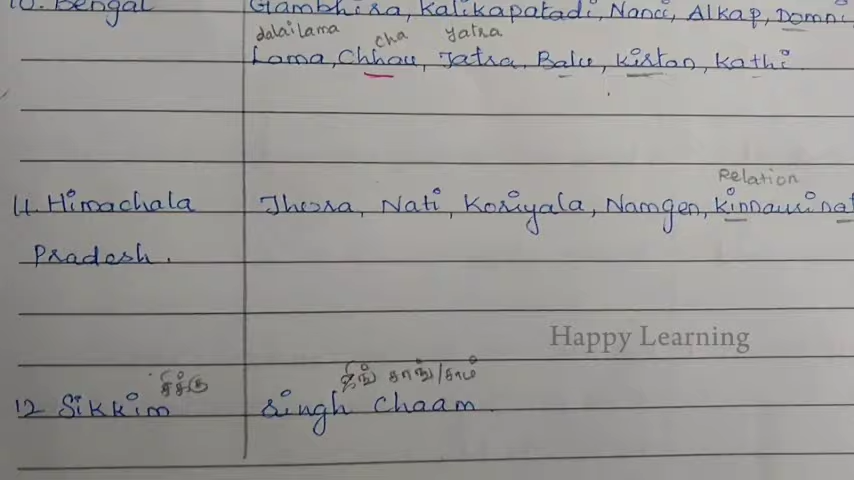 10. Bengal Gambhira, Kalikapatadi, Nanci, Alkap, Domni,
dalailama cha yatra
Lama, Chhau, Jatra, Balu, Kistan, Kathi
Relation
11. Himachala Jhora, Nati, Koriyala, Namgen, Kinnauri nat
Pradesh.
Happy Learning
12 Sikkim Singh Chaam.